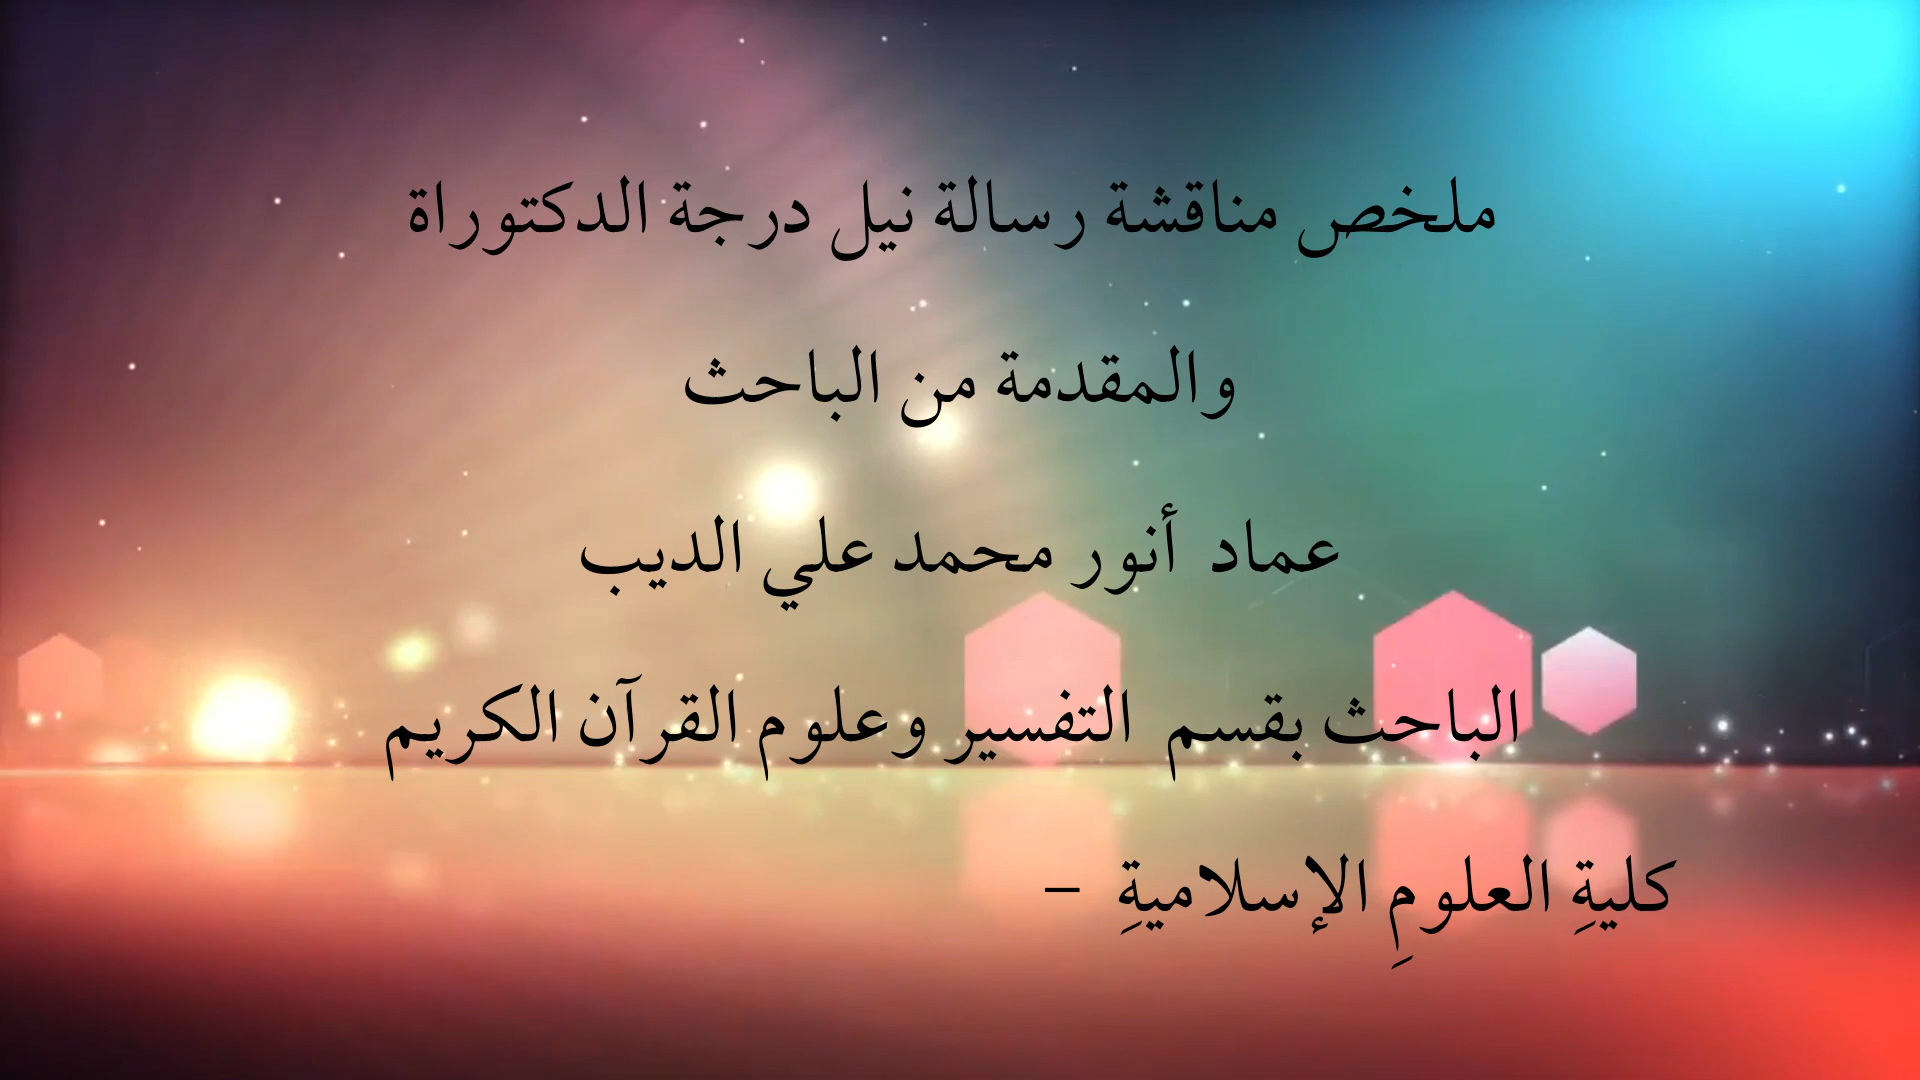 ملخص مناقشة رسالة نيل درجة الدكتوراة
والمقدمة من الباحث
عماد أنور محمد علي الديب
الباحث بقسم التفسير وعلوم القرآن الكريم
كليةِ العلومِ الإسلاميةِ –